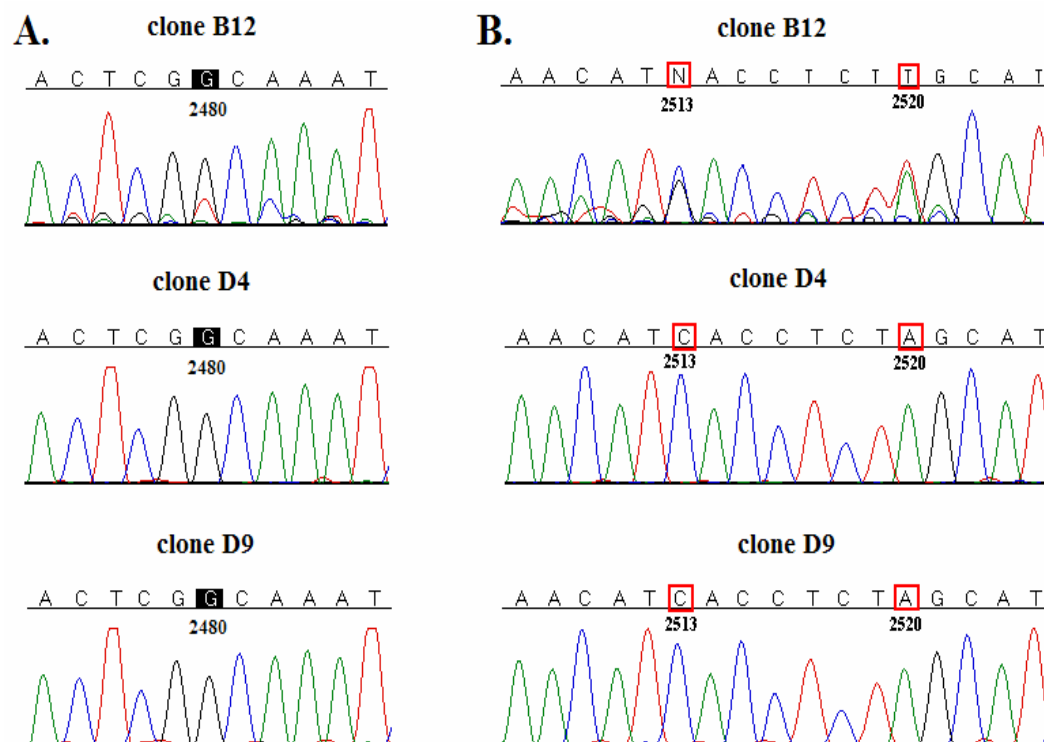 A.
clone B12
A C T C G G C A A A T
2480
clone D4
A C T C G G C A A A T
2480
clone D9
A C T C G G C A A A T
2480
B.
clone B12
A A C A T N A C C T C T T G C A T
2513 2520
clone D4
A A C A T C A C C T C T A G C A T
2513 2520
clone D9
A A C A T C A C C T C T A G C A T
2513 2520